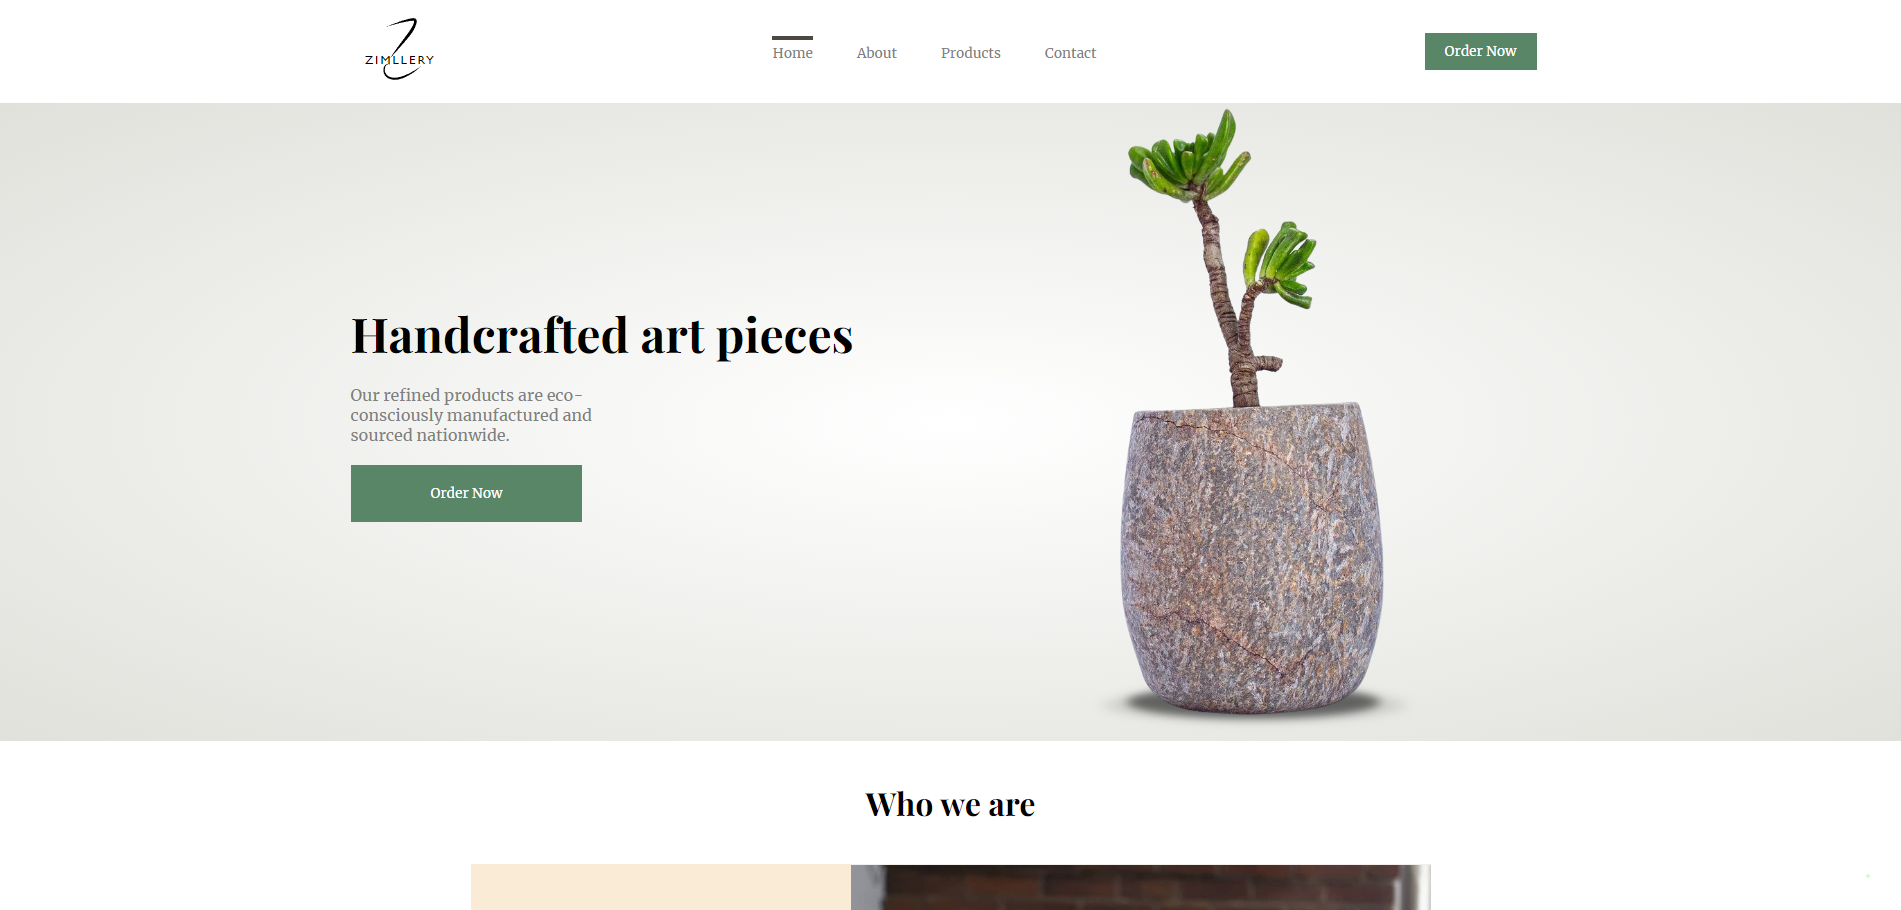 ZIMLLERY
Home
About
Products
Contact
Order Now
Handcrafted art pieces
Our refined products are eco-
consciously manufactured and
sourced nationwide.
Order Now
Who we are